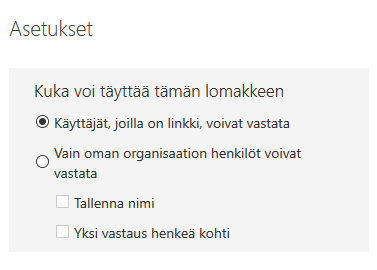 Asetukset
Kuka voi täyttää tämän lomakkeen
Käyttäjät, joilla on linkki, voivat vastata
Vain oman organisaation henkilöt voivat
vastata
Tallenna nimi
Yksi vastaus henkeä kohti